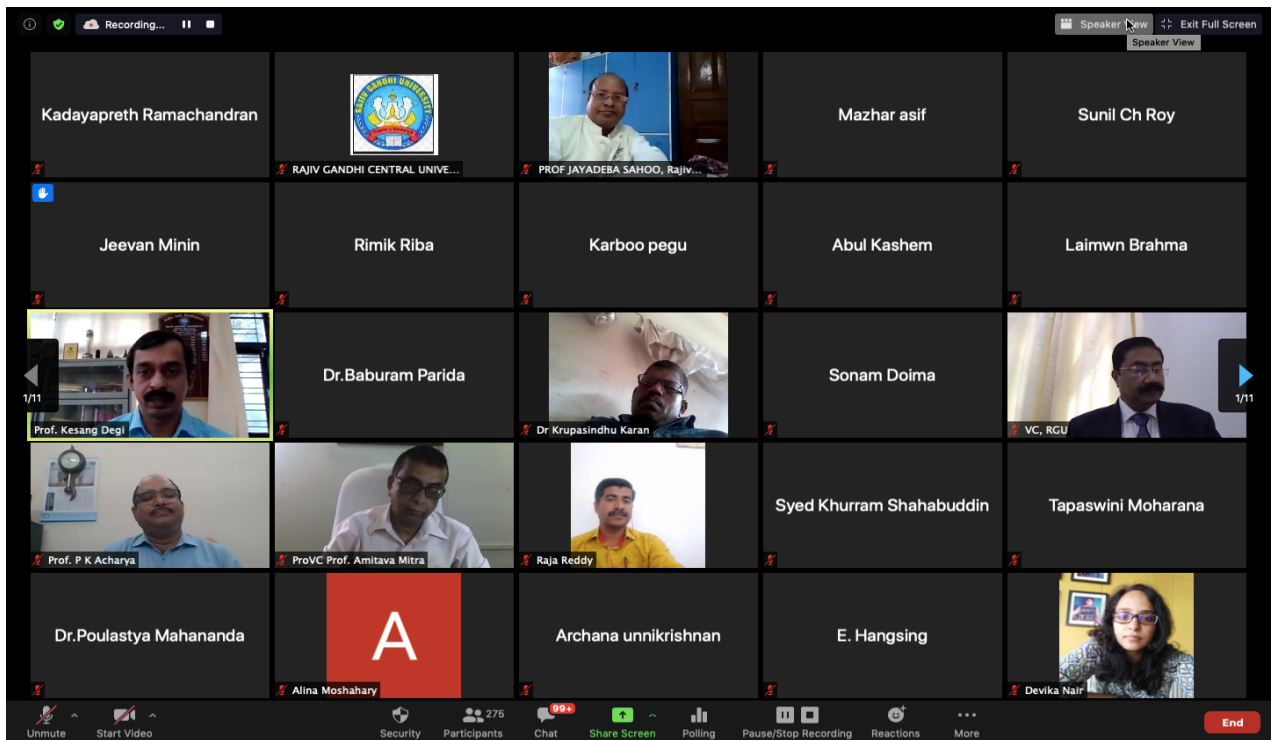 Recording...
Speaker View
Exit Full Screen
Speaker View
Kadayapreth Ramachandran
RAJIV GANDHI UNIVERSITY
RAJIV GANDHI CENTRAL UNIVE...
PROF JAYADEBA SAHOO, Rajiv...
Mazhar asif
Sunil Ch Roy
Jeevan Minin
Rimik Riba
Karboo pegu
Abul Kashem
Laimwn Brahma
1/11
Prof. Kesang Degi
Dr.Baburam Parida
Dr Krupasindhu Karan
Sonam Doima
VC, RGU
1/11
Prof. P K Acharya
ProVC Prof. Amitava Mitra
Raja Reddy
Syed Khurram Shahabuddin
Tapaswini Moharana
Dr.Poulastya Mahananda
A
Alina Moshahary
Archana unnikrishnan
E. Hangsing
Devika Nair
Unmute
Start Video
Security
275
Participants
99+
Chat
Share Screen
Polling
Pause/Stop Recording
Reactions
More
End